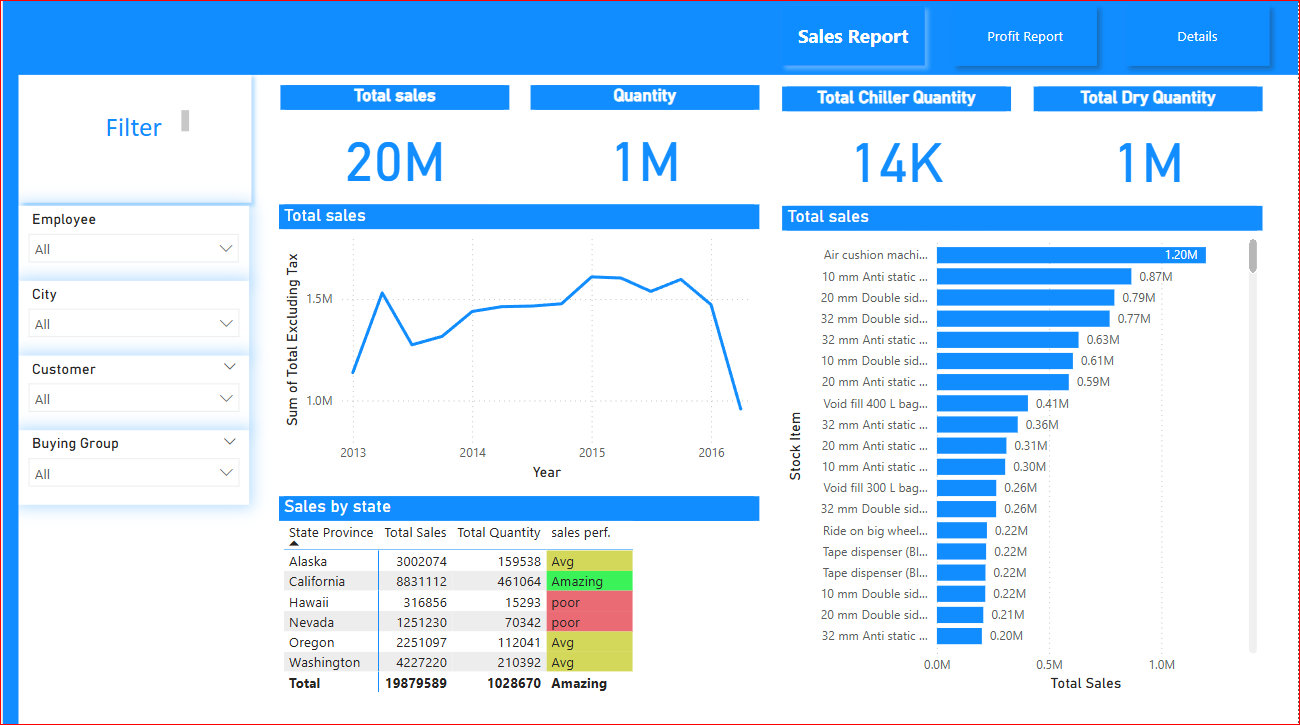 Sales Report
Profit Report
Details
Filter
Employee
All
City
All
Customer
All
Buying Group
All
Total sales
20M
Quantity
1M
Total Chiller Quantity
14K
Total Dry Quantity
1M
Total sales
Sum of Total Excluding Tax
1.5M
1.0M
2013 2014 2015 2016
Year
Sales by state
State Province Total Sales Total Quantity sales perf.
Alaska 3002074 159538 Avg
California 8831112 461064 Amazing
Hawaii 316856 15293 poor
Nevada 1251230 70342 poor
Oregon 2251097 112041 Avg
Washington 4227220 210392 Avg
Total 19879589 1028670 Amazing
Total sales
Stock Item
Air cushion machi... 1.20M
10 mm Anti static ... 0.87M
20 mm Double sid... 0.79M
32 mm Double sid... 0.77M
32 mm Anti static ... 0.63M
10 mm Double sid... 0.61M
20 mm Anti static ... 0.59M
Void fill 400 L bag... 0.41M
32 mm Anti static ... 0.36M
20 mm Anti static ... 0.31M
10 mm Anti static ... 0.30M
Void fill 300 L bag... 0.26M
32 mm Double sid... 0.26M
Ride on big wheel... 0.22M
Tape dispenser (Bl... 0.22M
Tape dispenser (Bl... 0.22M
10 mm Double sid... 0.22M
20 mm Double sid... 0.21M
32 mm Anti static ... 0.20M
0.0M 0.5M 1.0M
Total Sales